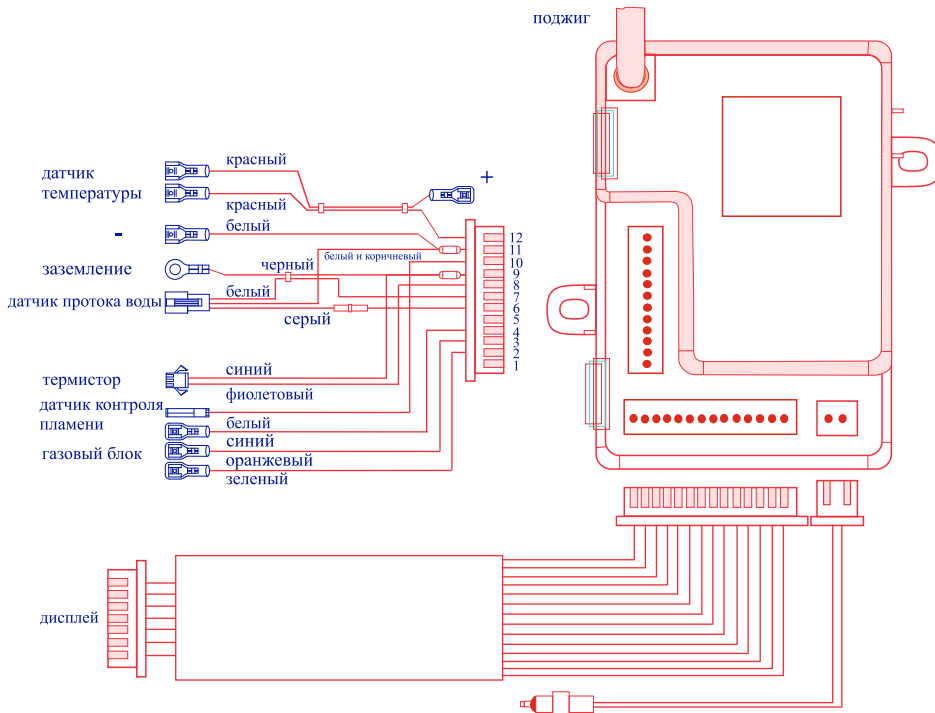 поджиг
датчик
температуры
красный
красный
+
-
белый
белый и коричневый
заземление
черный
датчик протока воды
белый
серый
12
11
10
9
8
7
6
5
4
3
2
1
термистор
синий
фиолетовый
датчик контроля
пламени
белый
синий
газовый блок
оранжевый
зеленый
дисплей